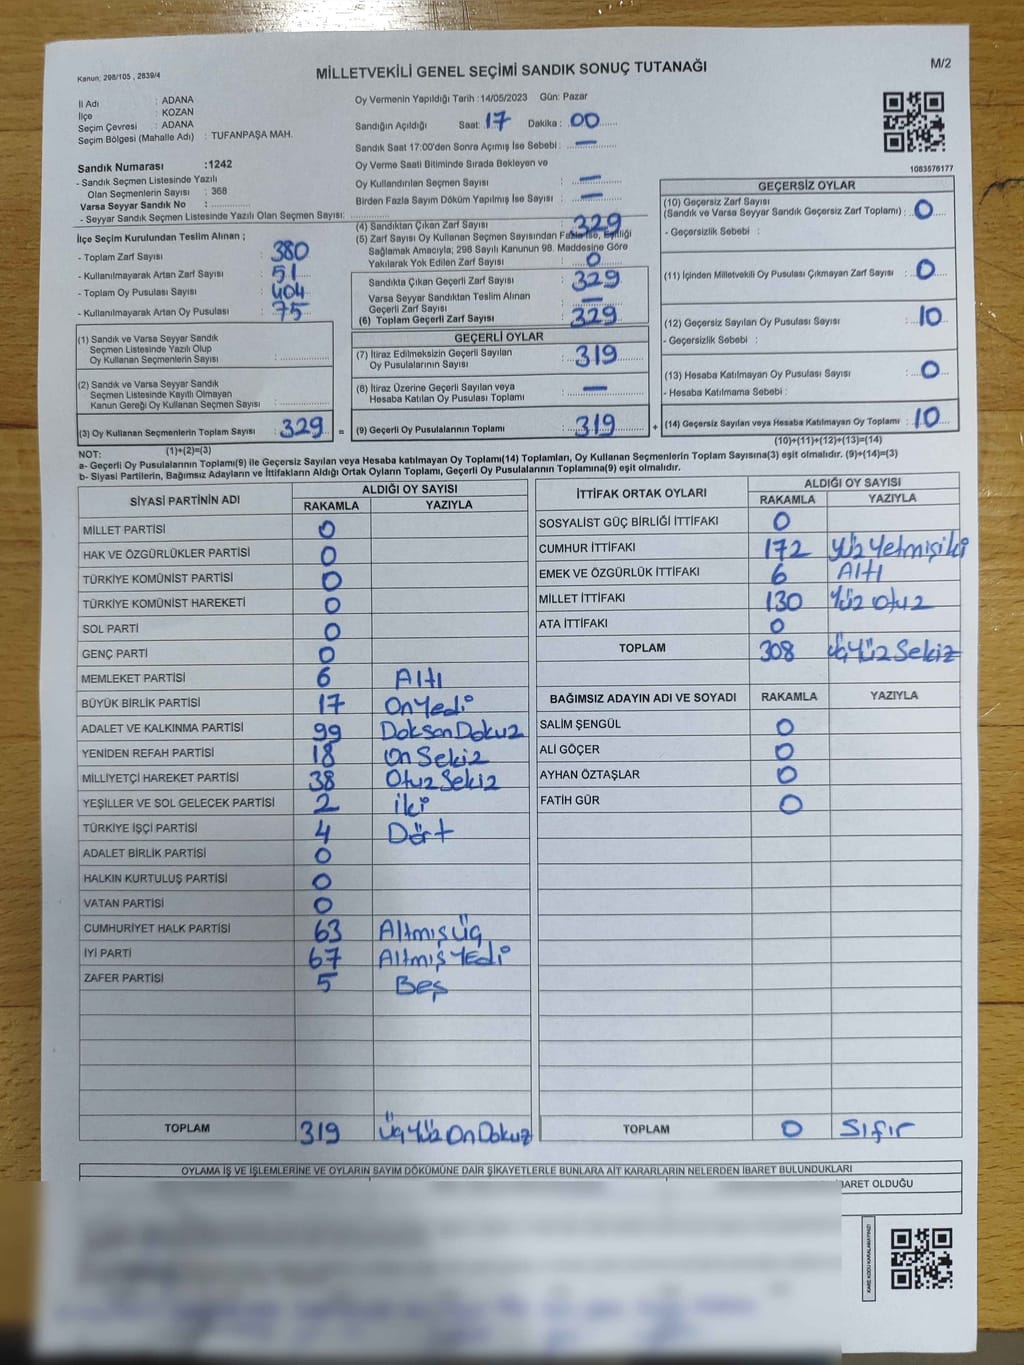 Kanun; 298/105 , 2839/4
MİLLETVEKİLİ GENEL SEÇİMİ SANDIK SONUÇ TUTANAĞI
M/2
İl Adı : ADANA
İlçe : KOZAN
Seçim Çevresi : ADANA
Seçim Bölgesi (Mahalle Adı) : TUFANPAŞA MAH.
Sandık Numarası :1242
- Sandık Seçmen Listesinde Yazılı
Olan Seçmenlerin Sayısı : 368
Varsa Seyyar Sandık No :
- Seyyar Sandık Seçmen Listesinde Yazılı Olan Seçmen Sayısı:
Oy Vermenin Yapıldığı Tarih :14/05/2023 Gün: Pazar
Sandığın Açıldığı Saat: 17 Dakika : 00
Sandık Saat 17:00'den Sonra Açılmış İse Sebebi : —
Oy Verme Saati Bitiminde Sırada Bekleyen ve
Oy Kullandırılan Seçmen Sayısı : —
Birden Fazla Sayım Döküm Yapılmış İse Sayısı : —
1083576177
İlçe Seçim Kurulundan Teslim Alınan ;
- Toplam Zarf Sayısı : 380
- Kullanılmayarak Artan Zarf Sayısı : 51
- Toplam Oy Pusulası Sayısı : 404
- Kullanılmayarak Artan Oy Pusulası : 75
(1) Sandık ve Varsa Seyyar Sandık
Seçmen Listesinde Yazılı Olup
Oy Kullanan Seçmenlerin Sayısı :
(2) Sandık ve Varsa Seyyar Sandık
Seçmen Listesinde Kayıtlı Olmayan
Kanun Gereği Oy Kullanan Seçmen Sayısı :
(3) Oy Kullanan Seçmenlerin Toplam Sayısı : 329 =
(1)+(2)=(3)
(4) Sandıktan Çıkan Zarf Sayısı : 329
(5) Zarf Sayısı Oy Kullanan Seçmen Sayısından Fazla İse, Eşitliği
Sağlamak Amacıyla; 298 Sayılı Kanunun 98. Maddesine Göre
Yakılarak Yok Edilen Zarf Sayısı : 0
Sandıkta Çıkan Geçerli Zarf Sayısı : 329
Varsa Seyyar Sandıktan Teslim Alınan
Geçerli Zarf Sayısı : —
(6) Toplam Geçerli Zarf Sayısı : 329
GEÇERLİ OYLAR
(7) İtiraz Edilmeksizin Geçerli Sayılan
Oy Pusulalarının Sayısı : 319
(8) İtiraz Üzerine Geçerli Sayılan veya
Hesaba Katılan Oy Pusulası Toplamı : —
(9) Geçerli Oy Pusulalarının Toplamı : 319 +
GEÇERSİZ OYLAR
(10) Geçersiz Zarf Sayısı
(Sandık ve Varsa Seyyar Sandık Geçersiz Zarf Toplamı) : 0
- Geçersizlik Sebebi :
(11) İçinden Milletvekili Oy Pusulası Çıkmayan Zarf Sayısı : 0
(12) Geçersiz Sayılan Oy Pusulası Sayısı : 10
- Geçersizlik Sebebi :
(13) Hesaba Katılmayan Oy Pusulası Sayısı : 0
- Hesaba Katılmama Sebebi :
(14) Geçersiz Sayılan veya Hesaba Katılmayan Oy Toplamı : 10
(10)+(11)+(12)+(13)=(14)
NOT:
a- Geçerli Oy Pusulalarının Toplamı(9) ile Geçersiz Sayılan veya Hesaba katılmayan Oy Toplamı(14) Toplamları, Oy Kullanan Seçmenlerin Toplam Sayısına(3) eşit olmalıdır. (9)+(14)=(3)
b- Siyasi Partilerin, Bağımsız Adayların ve İttifakların Aldığı Ortak Oyların Toplamı, Geçerli Oy Pusulalarının Toplamına(9) eşit olmalıdır.
SİYASİ PARTİNİN ADI ALDIĞI OY SAYISI
RAKAMLA YAZIYLA
MİLLET PARTİSİ 0
HAK VE ÖZGÜRLÜKLER PARTİSİ 0
TÜRKİYE KOMÜNİST PARTİSİ 0
TÜRKİYE KOMÜNİST HAREKETİ 0
SOL PARTİ 0
GENÇ PARTİ 0
MEMLEKET PARTİSİ 6 Altı
BÜYÜK BİRLİK PARTİSİ 17 On Yedi
ADALET VE KALKINMA PARTİSİ 99 Doksan Dokuz
YENİDEN REFAH PARTİSİ 18 On Sekiz
MİLLİYETÇİ HAREKET PARTİSİ 38 Otuz Sekiz
YEŞİLLER VE SOL GELECEK PARTİSİ 2 İki
TÜRKİYE İŞÇİ PARTİSİ 4 Dört
ADALET BİRLİK PARTİSİ 0
HALKIN KURTULUŞ PARTİSİ 0
VATAN PARTİSİ 0
CUMHURİYET HALK PARTİSİ 63 Altmış üç
İYİ PARTİ 67 Altmış Yedi
ZAFER PARTİSİ 5 Beş
TOPLAM 319 Üç Yüz On Dokuz
İTTİFAK ORTAK OYLARI ALDIĞI OY SAYISI
RAKAMLA YAZIYLA
SOSYALİST GÜÇ BİRLİĞİ İTTİFAKI 0
CUMHUR İTTİFAKI 172 Yüz Yetmiş iki
EMEK VE ÖZGÜRLÜK İTTİFAKI 6 Altı
MİLLET İTTİFAKI 130 Yüz Otuz
ATA İTTİFAKI 0
TOPLAM 308 üç Yüz Sekiz
BAĞIMSIZ ADAYIN ADI VE SOYADI RAKAMLA YAZIYLA
SALİM ŞENGÜL 0
ALİ GÖÇER 0
AYHAN ÖZTAŞLAR 0
FATİH GÜR 0
TOPLAM 0 Sıfır
OYLAMA İŞ VE İŞLEMLERİNE VE OYLARIN SAYIM DÖKÜMÜNE DAİR ŞİKAYETLERLE BUNLARA AİT KARARLARIN NELERDEN İBARET BULUNDUKLARI
İBARET OLDUĞU
KARE KODU KARALAMAYINIZ!